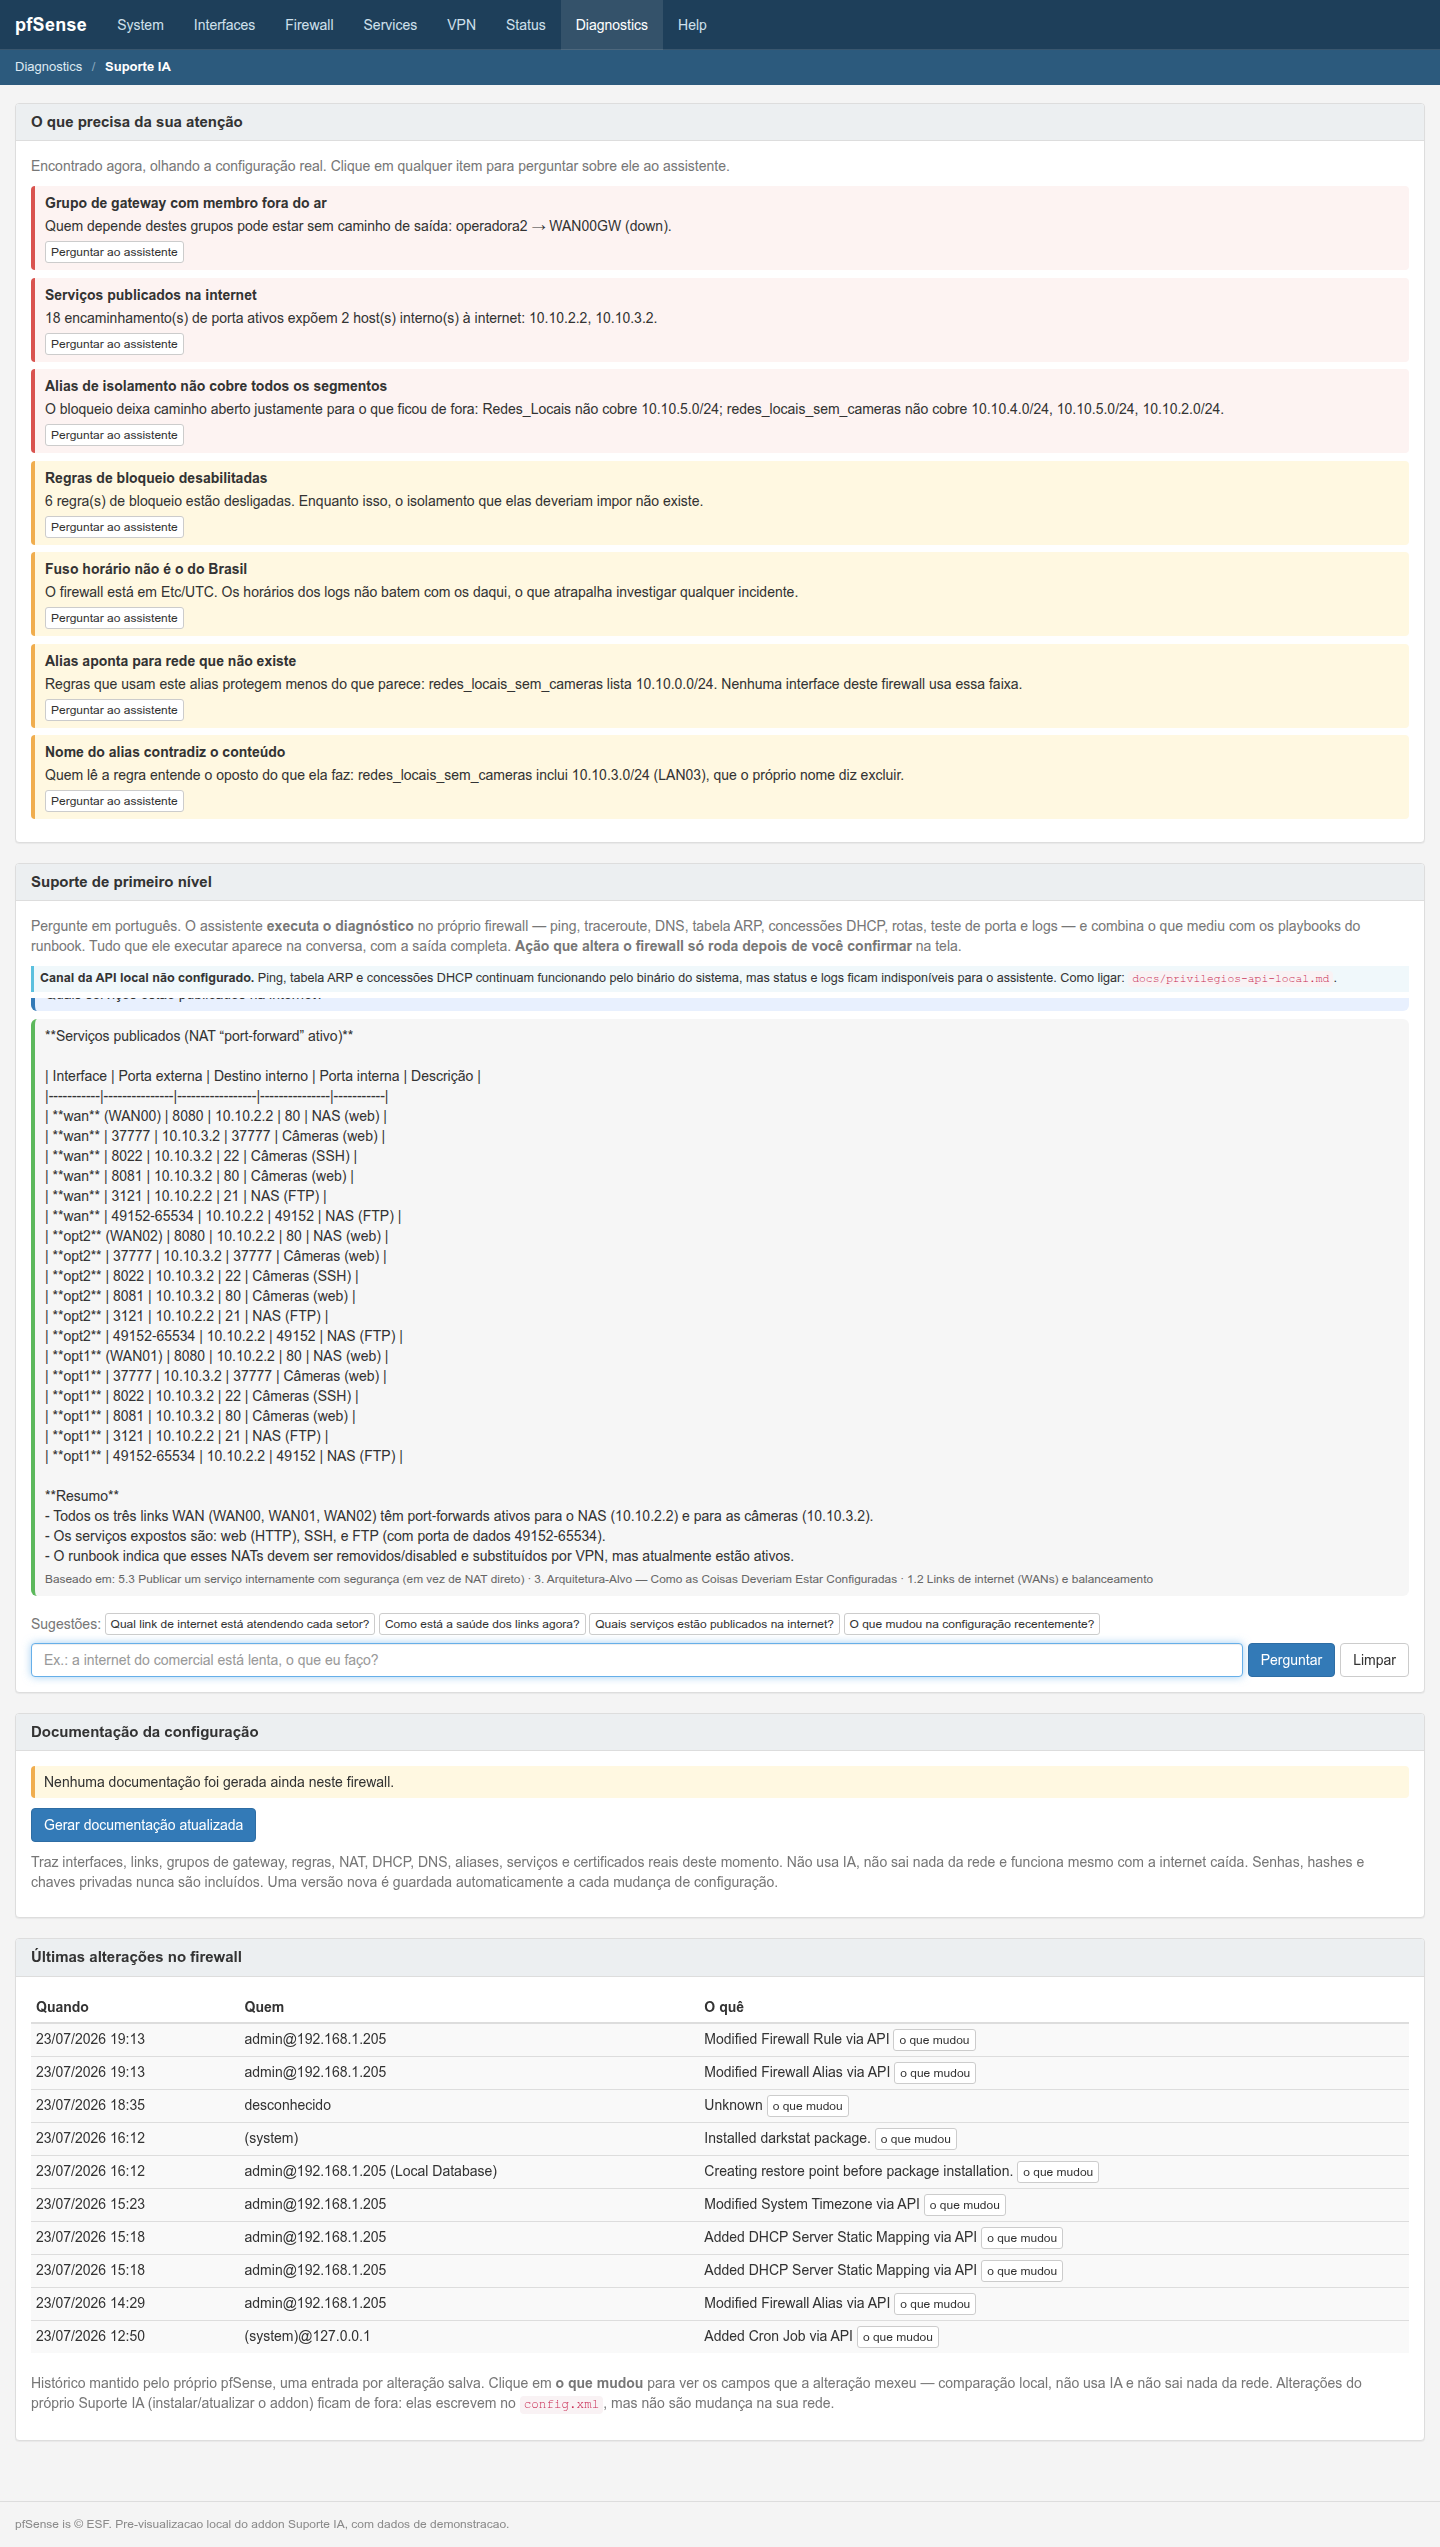 pfSense System Interfaces Firewall Services VPN Status Diagnostics Help
Diagnostics / Suporte IA
O que precisa da sua atenção
Encontrado agora, olhando a configuração real. Clique em qualquer item para perguntar sobre ele ao assistente.
Grupo de gateway com membro fora do ar
Quem depende destes grupos pode estar sem caminho de saída: operadora2 → WAN00GW (down).
Perguntar ao assistente
Serviços publicados na internet
18 encaminhamento(s) de porta ativos expõem 2 host(s) interno(s) à internet: 10.10.2.2, 10.10.3.2.
Perguntar ao assistente
Alias de isolamento não cobre todos os segmentos
O bloqueio deixa caminho aberto justamente para o que ficou de fora: Redes_Locais não cobre 10.10.5.0/24; redes_locais_sem_cameras não cobre 10.10.4.0/24, 10.10.5.0/24, 10.10.2.0/24.
Perguntar ao assistente
Regras de bloqueio desabilitadas
6 regra(s) de bloqueio estão desligadas. Enquanto isso, o isolamento que elas deveriam impor não existe.
Perguntar ao assistente
Fuso horário não é o do Brasil
O firewall está em Etc/UTC. Os horários dos logs não batem com os daqui, o que atrapalha investigar qualquer incidente.
Perguntar ao assistente
Alias aponta para rede que não existe
Regras que usam este alias protegem menos do que parece: redes_locais_sem_cameras lista 10.10.0.0/24. Nenhuma interface deste firewall usa essa faixa.
Perguntar ao assistente
Nome do alias contradiz o conteúdo
Quem lê a regra entende o oposto do que ela faz: redes_locais_sem_cameras inclui 10.10.3.0/24 (LAN03), que o próprio nome diz excluir.
Perguntar ao assistente
Suporte de primeiro nível
Pergunte em português. O assistente executa o diagnóstico no próprio firewall — ping, traceroute, DNS, tabela ARP, concessões DHCP, rotas, teste de porta e logs — e combina o que mediu com os playbooks do
runbook. Tudo que ele executar aparece na conversa, com a saída completa. Ação que altera o firewall só roda depois de você confirmar na tela.
Canal da API local não configurado. Ping, tabela ARP e concessões DHCP continuam funcionando pelo binário do sistema, mas status e logs ficam indisponíveis para o assistente. Como ligar: docs/privilegios-api-local.md.
**Serviços publicados (NAT “port-forward” ativo)**
| Interface | Porta externa | Destino interno | Porta interna | Descrição |
|-----------|---------------|-----------------|---------------|-----------|
| **wan** (WAN00) | 8080 | 10.10.2.2 | 80 | NAS (web) |
| **wan** | 37777 | 10.10.3.2 | 37777 | Câmeras (web) |
| **wan** | 8022 | 10.10.3.2 | 22 | Câmeras (SSH) |
| **wan** | 8081 | 10.10.3.2 | 80 | Câmeras (web) |
| **wan** | 3121 | 10.10.2.2 | 21 | NAS (FTP) |
| **wan** | 49152-65534 | 10.10.2.2 | 49152 | NAS (FTP) |
| **opt2** (WAN02) | 8080 | 10.10.2.2 | 80 | NAS (web) |
| **opt2** | 37777 | 10.10.3.2 | 37777 | Câmeras (web) |
| **opt2** | 8022 | 10.10.3.2 | 22 | Câmeras (SSH) |
| **opt2** | 8081 | 10.10.3.2 | 80 | Câmeras (web) |
| **opt2** | 3121 | 10.10.2.2 | 21 | NAS (FTP) |
| **opt2** | 49152-65534 | 10.10.2.2 | 49152 | NAS (FTP) |
| **opt1** (WAN01) | 8080 | 10.10.2.2 | 80 | NAS (web) |
| **opt1** | 37777 | 10.10.3.2 | 37777 | Câmeras (web) |
| **opt1** | 8022 | 10.10.3.2 | 22 | Câmeras (SSH) |
| **opt1** | 8081 | 10.10.3.2 | 80 | Câmeras (web) |
| **opt1** | 3121 | 10.10.2.2 | 21 | NAS (FTP) |
| **opt1** | 49152-65534 | 10.10.2.2 | 49152 | NAS (FTP) |
**Resumo**
- Todos os três links WAN (WAN00, WAN01, WAN02) têm port-forwards ativos para o NAS (10.10.2.2) e para as câmeras (10.10.3.2).
- Os serviços expostos são: web (HTTP), SSH, e FTP (com porta de dados 49152-65534).
- O runbook indica que esses NATs devem ser removidos/disabled e substituídos por VPN, mas atualmente estão ativos.
Baseado em: 5.3 Publicar um serviço internamente com segurança (em vez de NAT direto) · 3. Arquitetura-Alvo — Como as Coisas Deveriam Estar Configuradas · 1.2 Links de internet (WANs) e balanceamento
Sugestões: Qual link de internet está atendendo cada setor? Como está a saúde dos links agora? Quais serviços estão publicados na internet? O que mudou na configuração recentemente?
Ex.: a internet do comercial está lenta, o que eu faço? Perguntar Limpar
Documentação da configuração
Nenhuma documentação foi gerada ainda neste firewall.
Gerar documentação atualizada
Traz interfaces, links, grupos de gateway, regras, NAT, DHCP, DNS, aliases, serviços e certificados reais deste momento. Não usa IA, não sai nada da rede e funciona mesmo com a internet caída. Senhas, hashes e
chaves privadas nunca são incluídos. Uma versão nova é guardada automaticamente a cada mudança de configuração.
Últimas alterações no firewall
Quando Quem O quê
23/07/2026 19:13 admin@192.168.1.205 Modified Firewall Rule via API o que mudou
23/07/2026 19:13 admin@192.168.1.205 Modified Firewall Alias via API o que mudou
23/07/2026 18:35 desconhecido Unknown o que mudou
23/07/2026 16:12 (system) Installed darkstat package. o que mudou
23/07/2026 16:12 admin@192.168.1.205 (Local Database) Creating restore point before package installation. o que mudou
23/07/2026 15:23 admin@192.168.1.205 Modified System Timezone via API o que mudou
23/07/2026 15:18 admin@192.168.1.205 Added DHCP Server Static Mapping via API o que mudou
23/07/2026 15:18 admin@192.168.1.205 Added DHCP Server Static Mapping via API o que mudou
23/07/2026 14:29 admin@192.168.1.205 Modified Firewall Alias via API o que mudou
23/07/2026 12:50 (system)@127.0.0.1 Added Cron Job via API o que mudou
Histórico mantido pelo próprio pfSense, uma entrada por alteração salva. Clique em o que mudou para ver os campos que a alteração mexeu — comparação local, não usa IA e não sai nada da rede. Alterações do
próprio Suporte IA (instalar/atualizar o addon) ficam de fora: elas escrevem no config.xml, mas não são mudança na sua rede.
pfSense is © ESF. Pre-visualizacao local do addon Suporte IA, com dados de demonstracao.